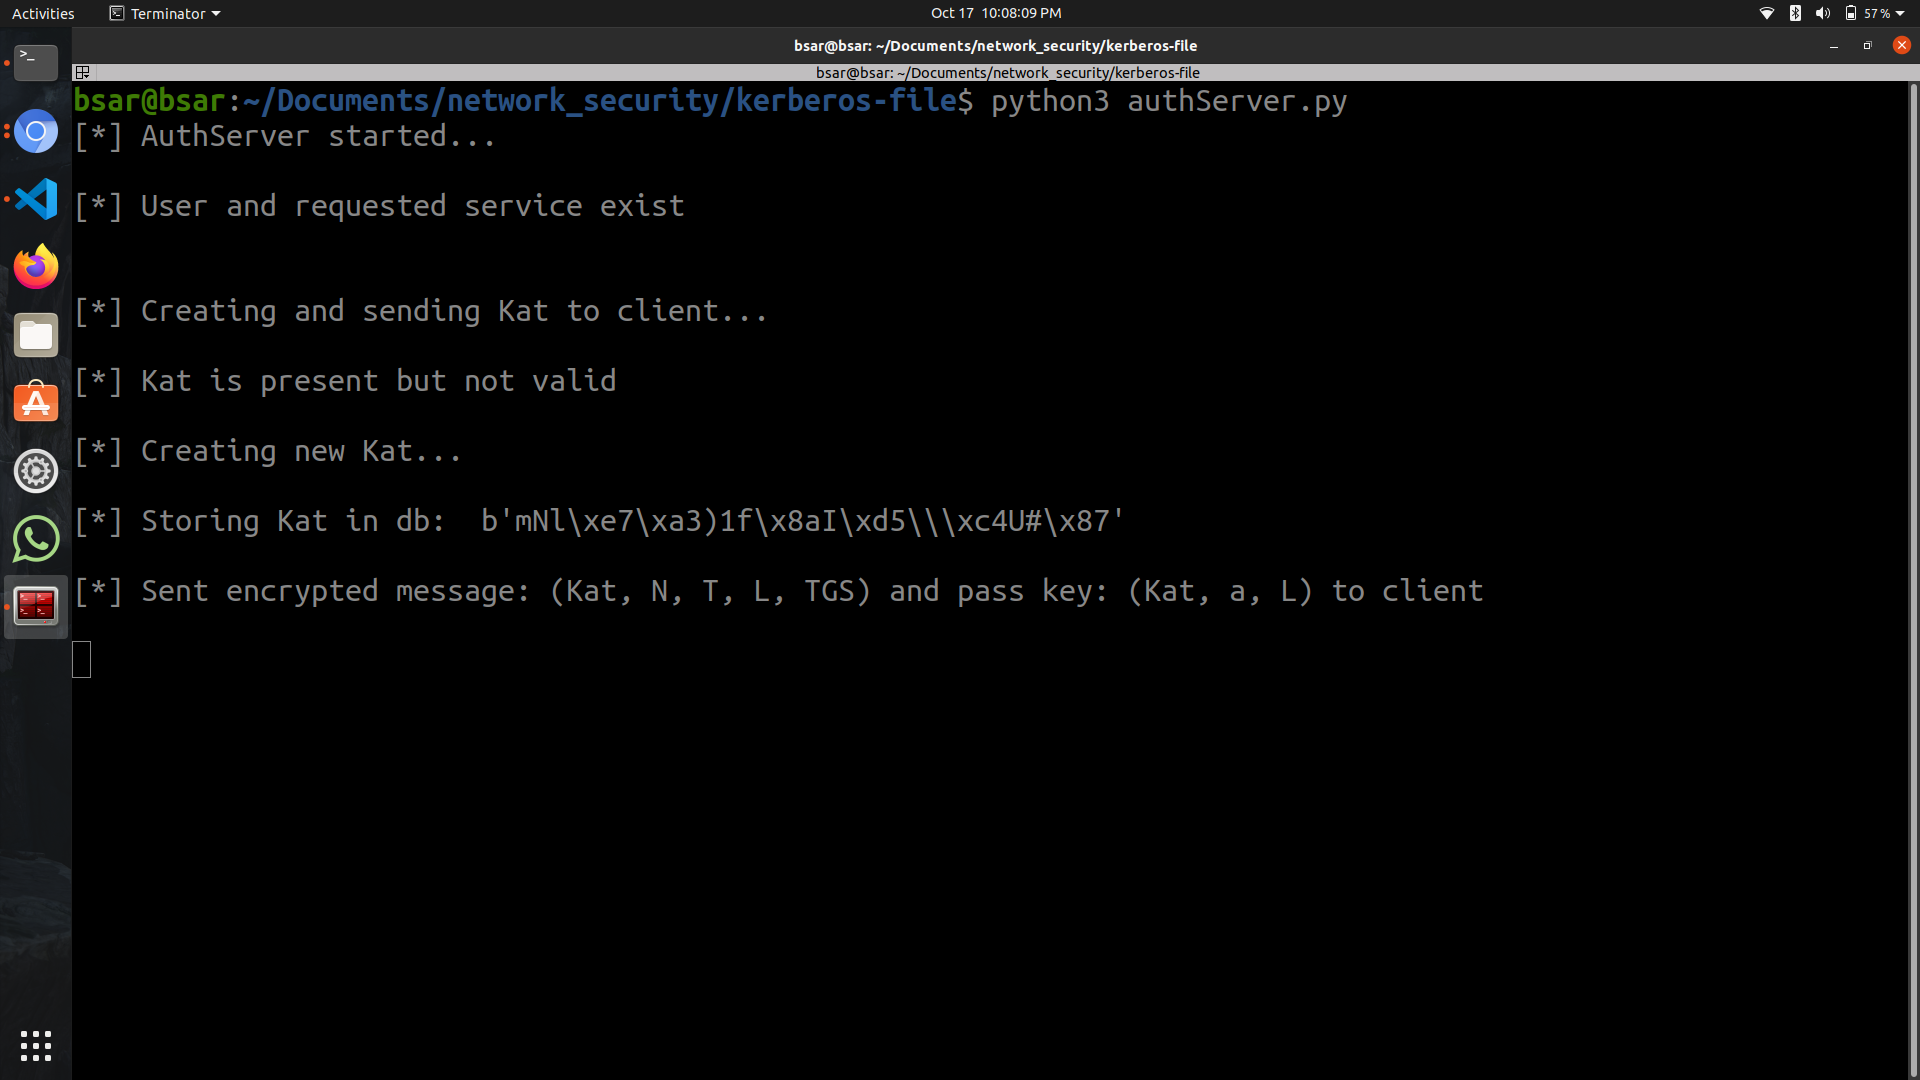 Activities Terminator Oct 17 10:08:09 PM 57 %
bsar@bsar: ~/Documents/network_security/kerberos-file
bsar@bsar: ~/Documents/network_security/kerberos-file
bsar@bsar:~/Documents/network_security/kerberos-file$ python3 authServer.py
[*] AuthServer started...
[*] User and requested service exist
[*] Creating and sending Kat to client...
[*] Kat is present but not valid
[*] Creating new Kat...
[*] Storing Kat in db:  b'mNl\xe7\xa3)1f\x8aI\xd5\\\xc4U#\x87'
[*] Sent encrypted message: (Kat, N, T, L, TGS) and pass key: (Kat, a, L) to client